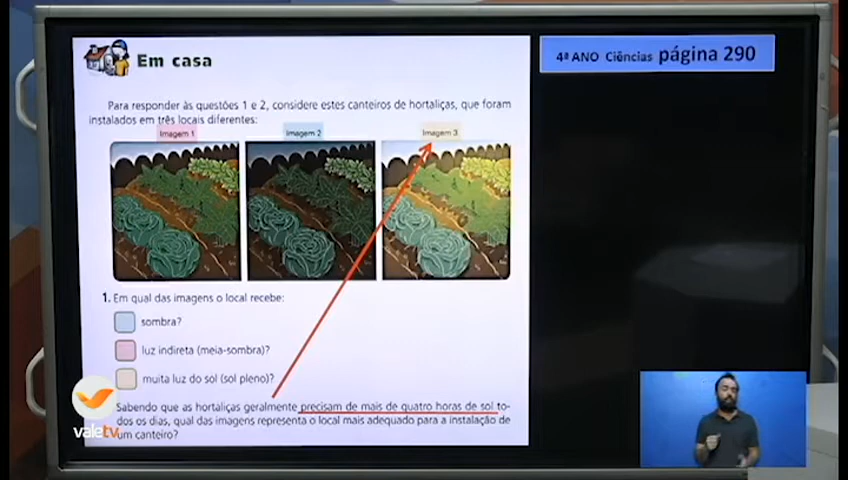 Em casa
4º ANO Ciências página 290
Para responder às questões 1 e 2, considere estes canteiros de hortaliças, que foram
instalados em três locais diferentes:
Imagem 1
Imagem 2
Imagem 3
1. Em qual das imagens o local recebe:
sombra?
luz indireta (meia-sombra)?
muita luz do sol (sol pleno)?
Sabendo que as hortaliças geralmente precisam de mais de quatro horas de sol to-
dos os dias, qual das imagens representa o local mais adequado para a instalação de
um canteiro?
valetv